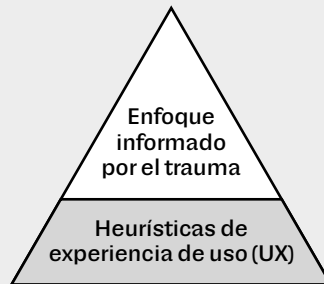 Enfoque
informado
por el trauma
Heurísticas de
experiencia de uso (UX)